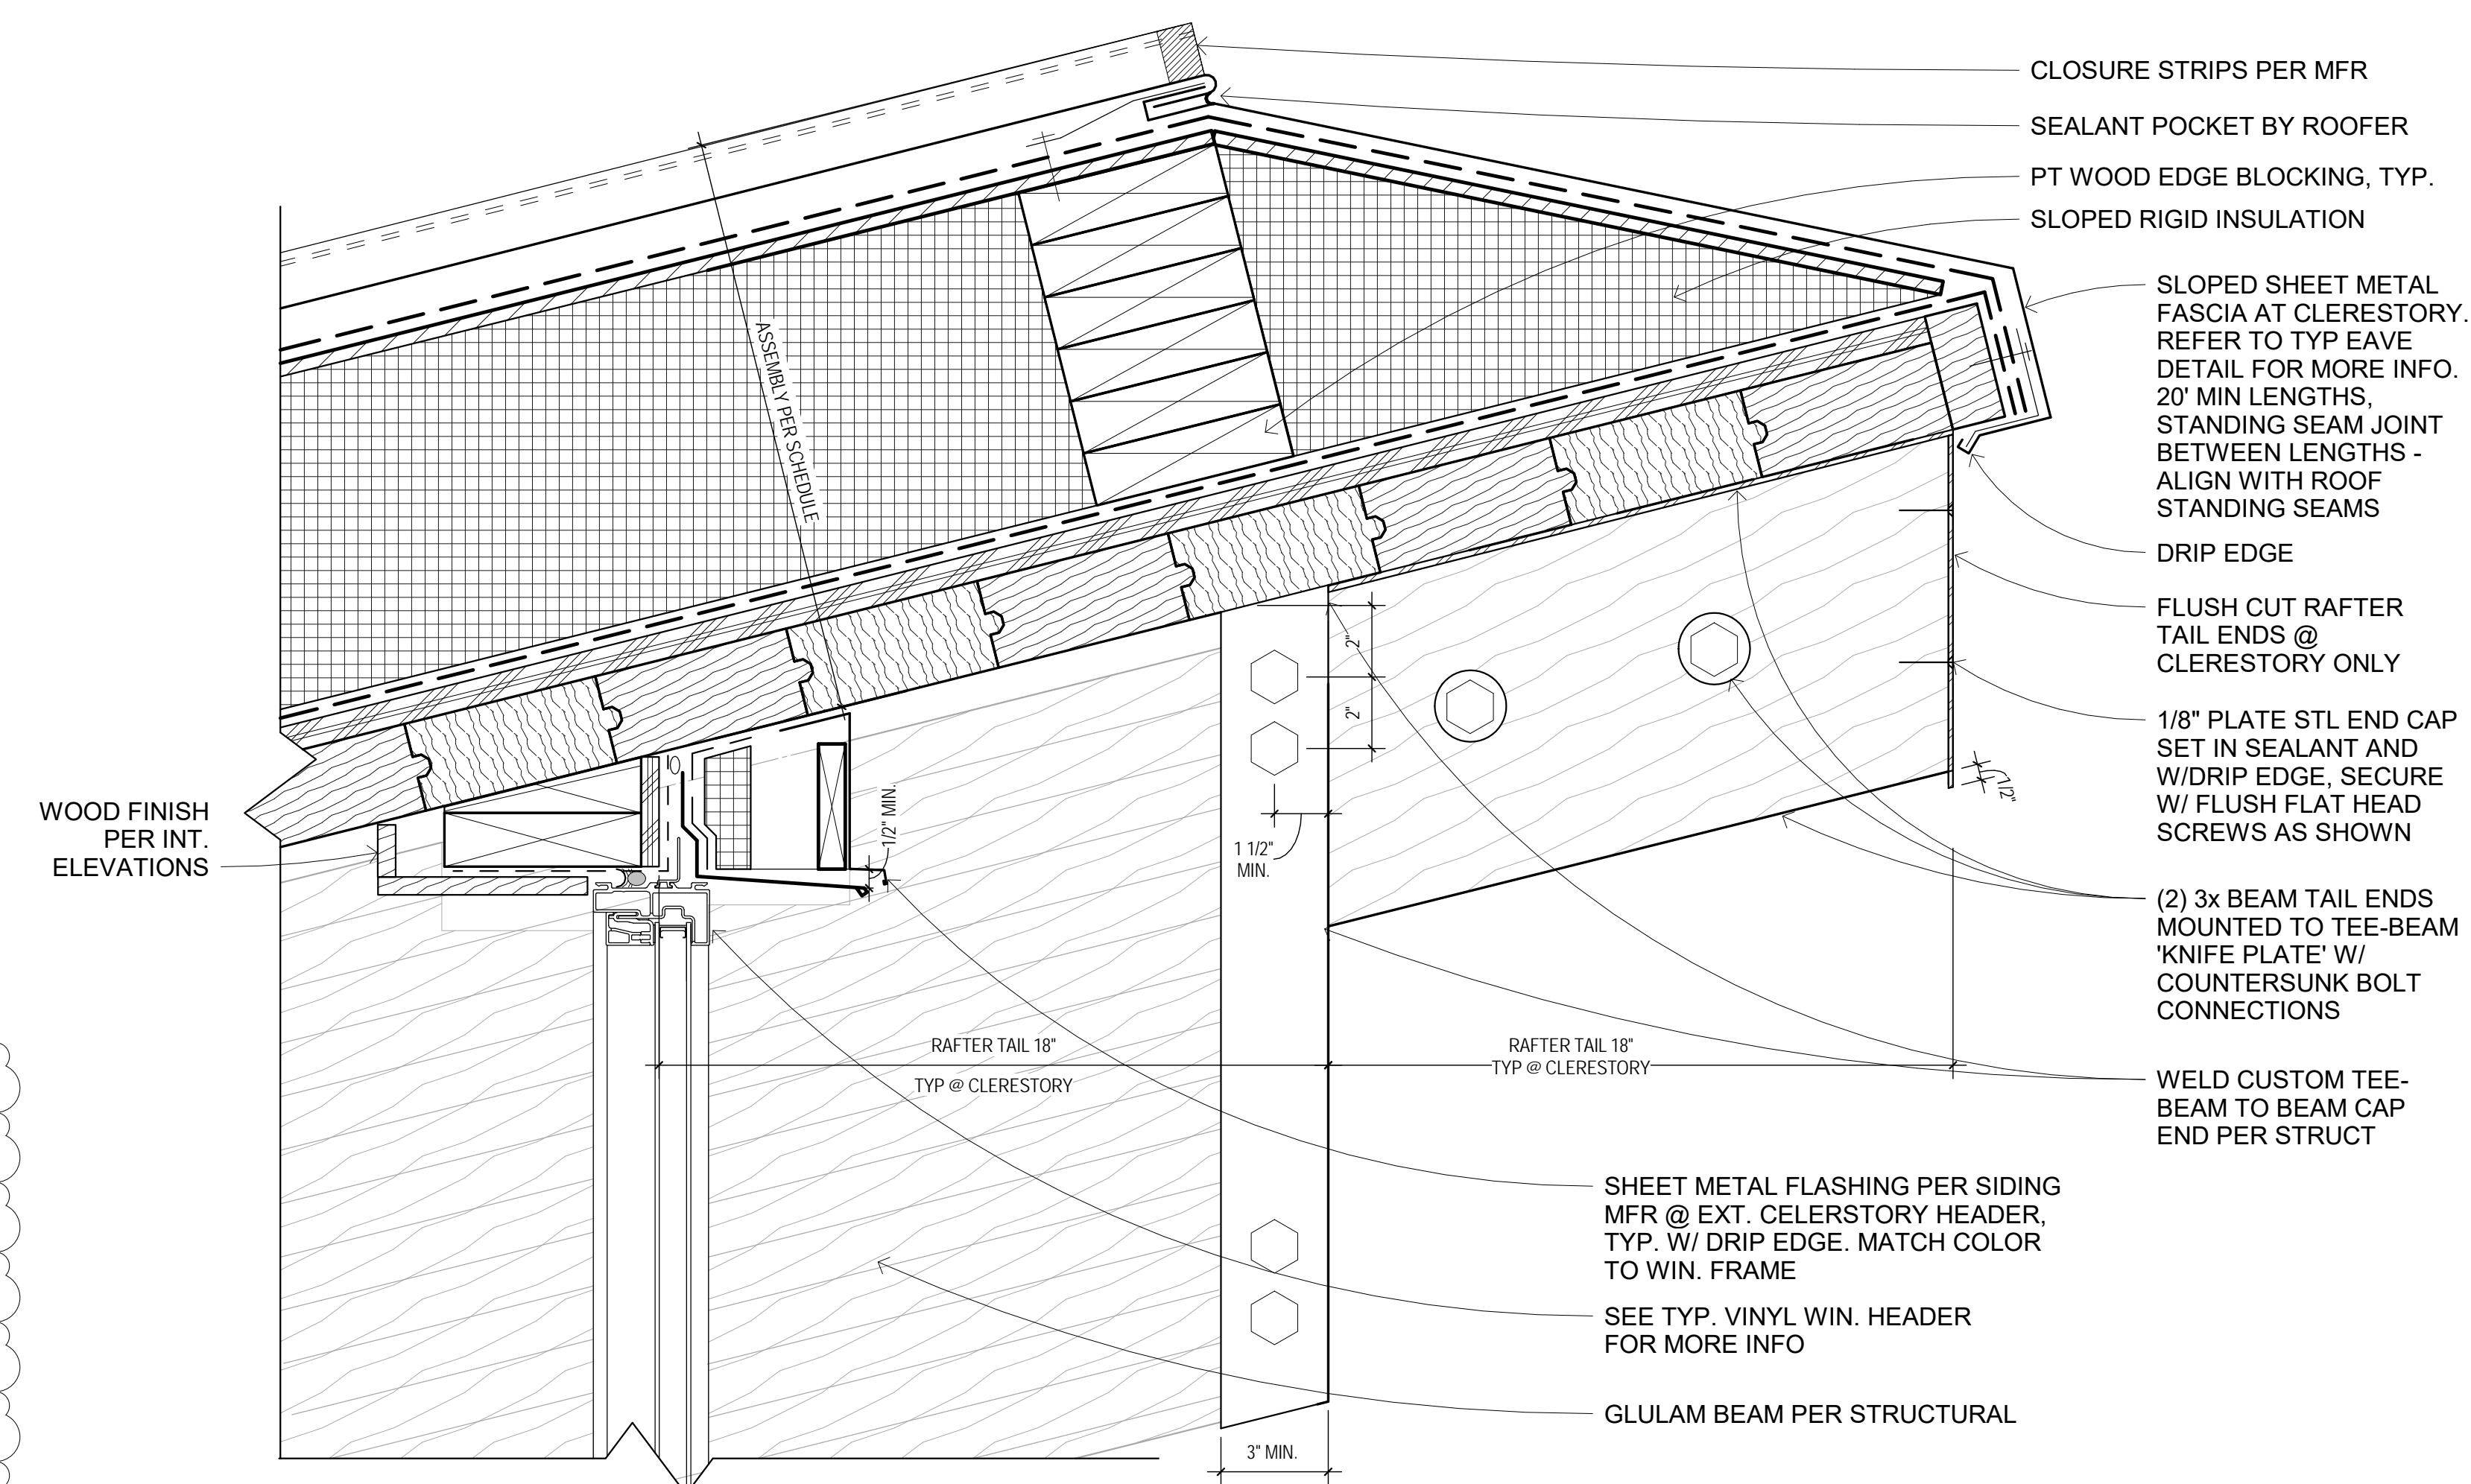 CLOSURE STRIPS PER MFR
SEALANT POCKET BY ROOFER
PT WOOD EDGE BLOCKING, TYP.
SLOPED RIGID INSULATION
SLOPED SHEET METAL
FASCIA AT CLERESTORY.
REFER TO TYP EAVE
DETAIL FOR MORE INFO.
20' MIN LENGTHS,
STANDING SEAM JOINT
BETWEEN LENGTHS -
ALIGN WITH ROOF
STANDING SEAMS
DRIP EDGE
FLUSH CUT RAFTER
TAIL ENDS @
CLERESTORY ONLY
1/8" PLATE STL END CAP
SET IN SEALANT AND
W/DRIP EDGE, SECURE
W/ FLUSH FLAT HEAD
SCREWS AS SHOWN
(2) 3x BEAM TAIL ENDS
MOUNTED TO TEE-BEAM
'KNIFE PLATE' W/
COUNTERSUNK BOLT
CONNECTIONS
WELD CUSTOM TEE-
BEAM TO BEAM CAP
END PER STRUCT
SHEET METAL FLASHING PER SIDING
MFR @ EXT. CELERSTORY HEADER,
TYP. W/ DRIP EDGE. MATCH COLOR
TO WIN. FRAME
SEE TYP. VINYL WIN. HEADER
FOR MORE INFO
GLULAM BEAM PER STRUCTURAL
WOOD FINISH
PER INT.
ELEVATIONS
ASSEMBLY PER SCHEDULE
1/2" MIN.
2"
2"
1 1/2"
MIN.
1/2"
RAFTER TAIL 18"
TYP @ CLERESTORY
RAFTER TAIL 18"
TYP @ CLERESTORY
3" MIN.